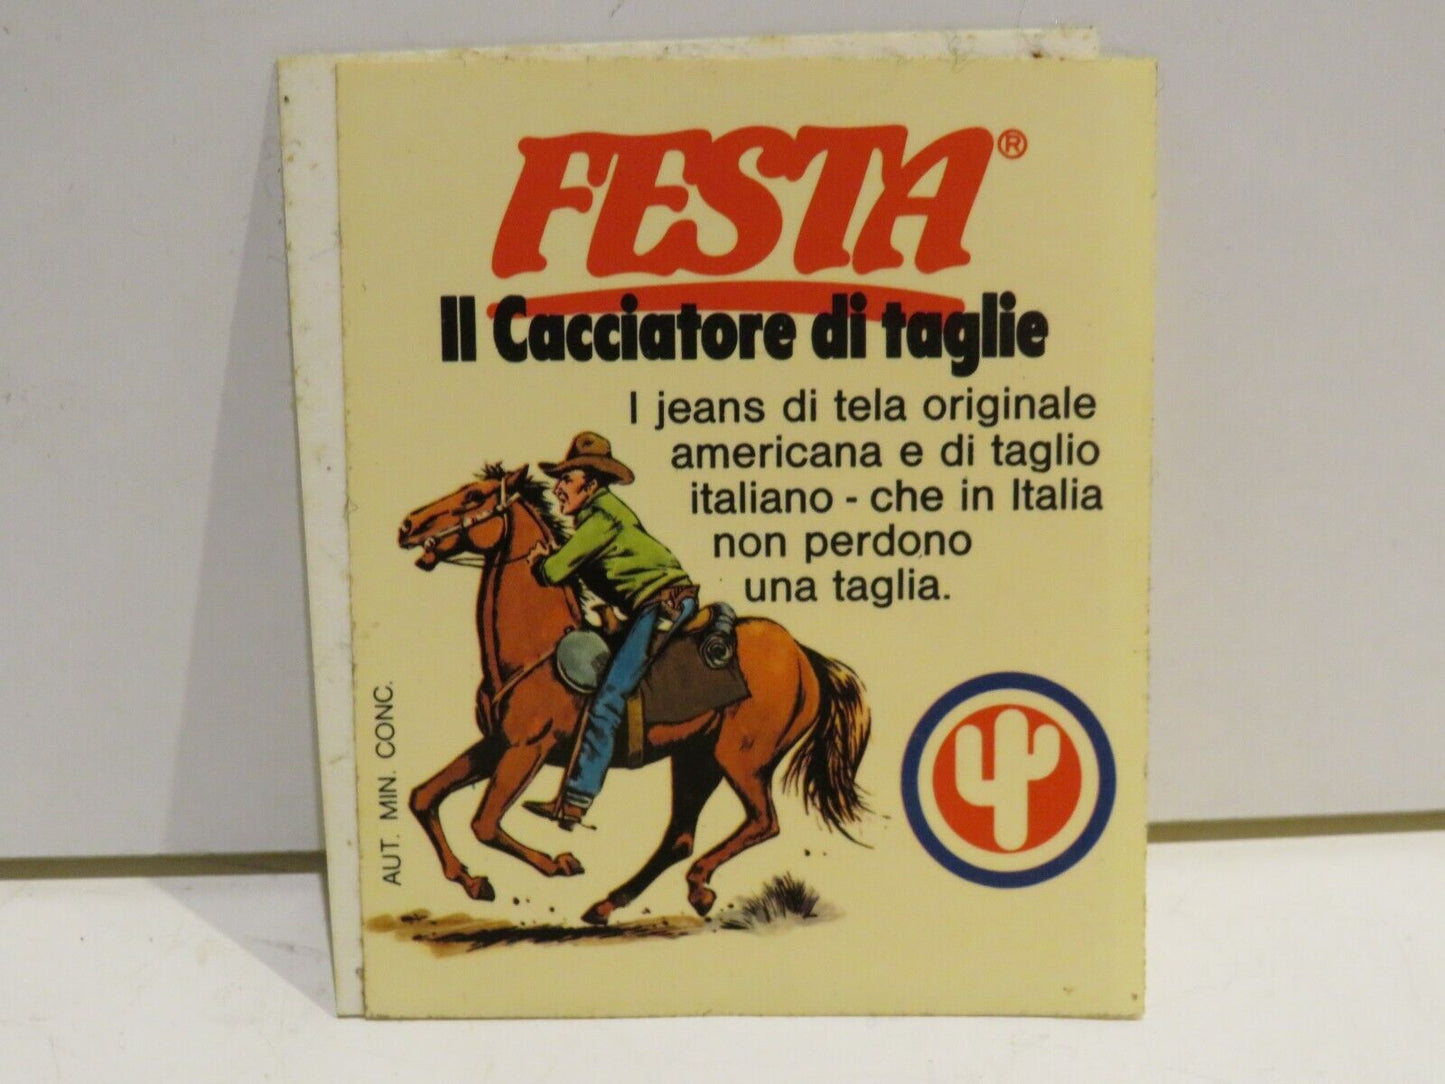 FESTA®
Il Cacciatore di taglie
I jeans di tela originale
americana e di taglio
italiano - che in Italia
non perdono
una taglia.
AUT. MIN. CONC.